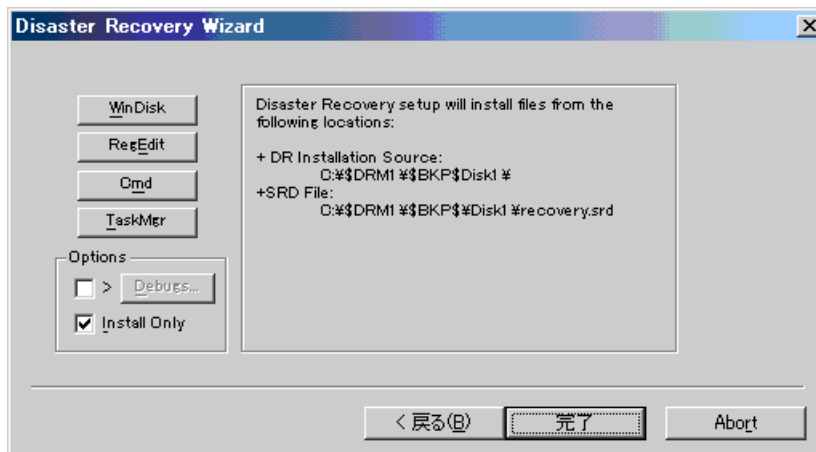 Disaster Recovery Wizard
WinDisk
RegEdit
Cmd
TaskMgr
Options
> Debugs...
Install Only
Disaster Recovery setup will install files from the
following locations:
+ DR Installation Source:
C:¥$DRM1¥$BKP$Disk1¥
+SRD File:
C:¥$DRM1¥$BKP$¥Disk1¥recovery.srd
< 戻る(B)
完了
Abort